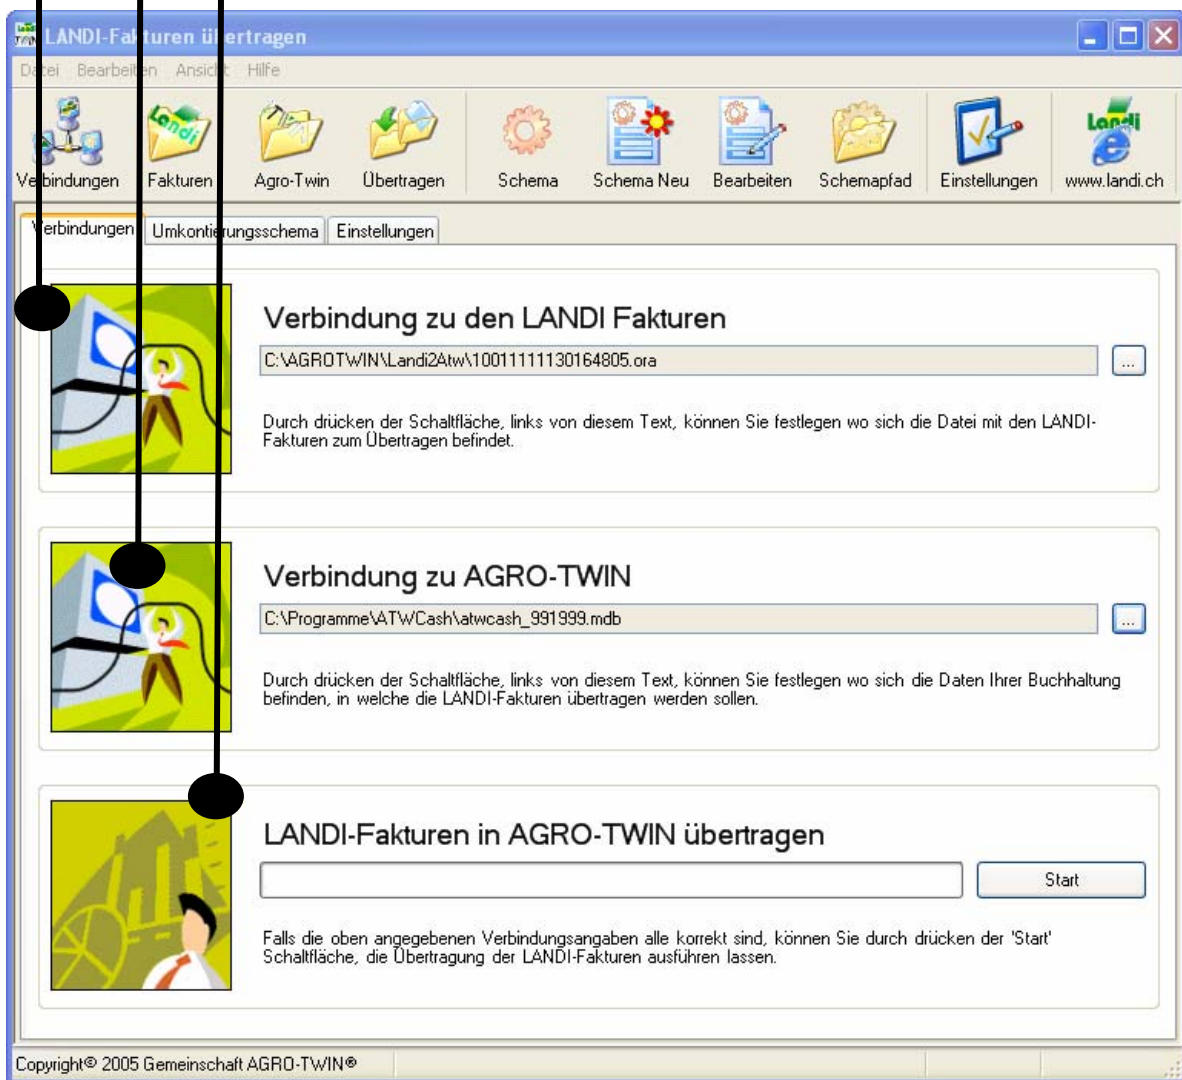 LANDI-Fakturen übertragen
Datei Bearbeiten Ansicht Hilfe
Landi
Landi
Verbindungen Fakturen Agro-Twin Übertragen Schema Schema Neu Bearbeiten Schemapfad Einstellungen www.landi.ch
Verbindungen Umkontierungsschema Einstellungen
Verbindung zu den LANDI Fakturen
C:\AGROTWIN\Landi2Atw\10011111130164805.ora ...
Durch drücken der Schaltfläche, links von diesem Text, können Sie festlegen wo sich die Datei mit den LANDI-
Fakturen zum Übertragen befindet.
Verbindung zu AGRO-TWIN
C:\Programme\ATWCash\atwcash_991999.mdb ...
Durch drücken der Schaltfläche, links von diesem Text, können Sie festlegen wo sich die Daten Ihrer Buchhaltung
befinden, in welche die LANDI-Fakturen übertragen werden sollen.
LANDI-Fakturen in AGRO-TWIN übertragen
Start
Falls die oben angegebenen Verbindungsangaben alle korrekt sind, können Sie durch drücken der 'Start'
Schaltfläche, die Übertragung der LANDI-Fakturen ausführen lassen.
Copyright© 2005 Gemeinschaft AGRO-TWIN®